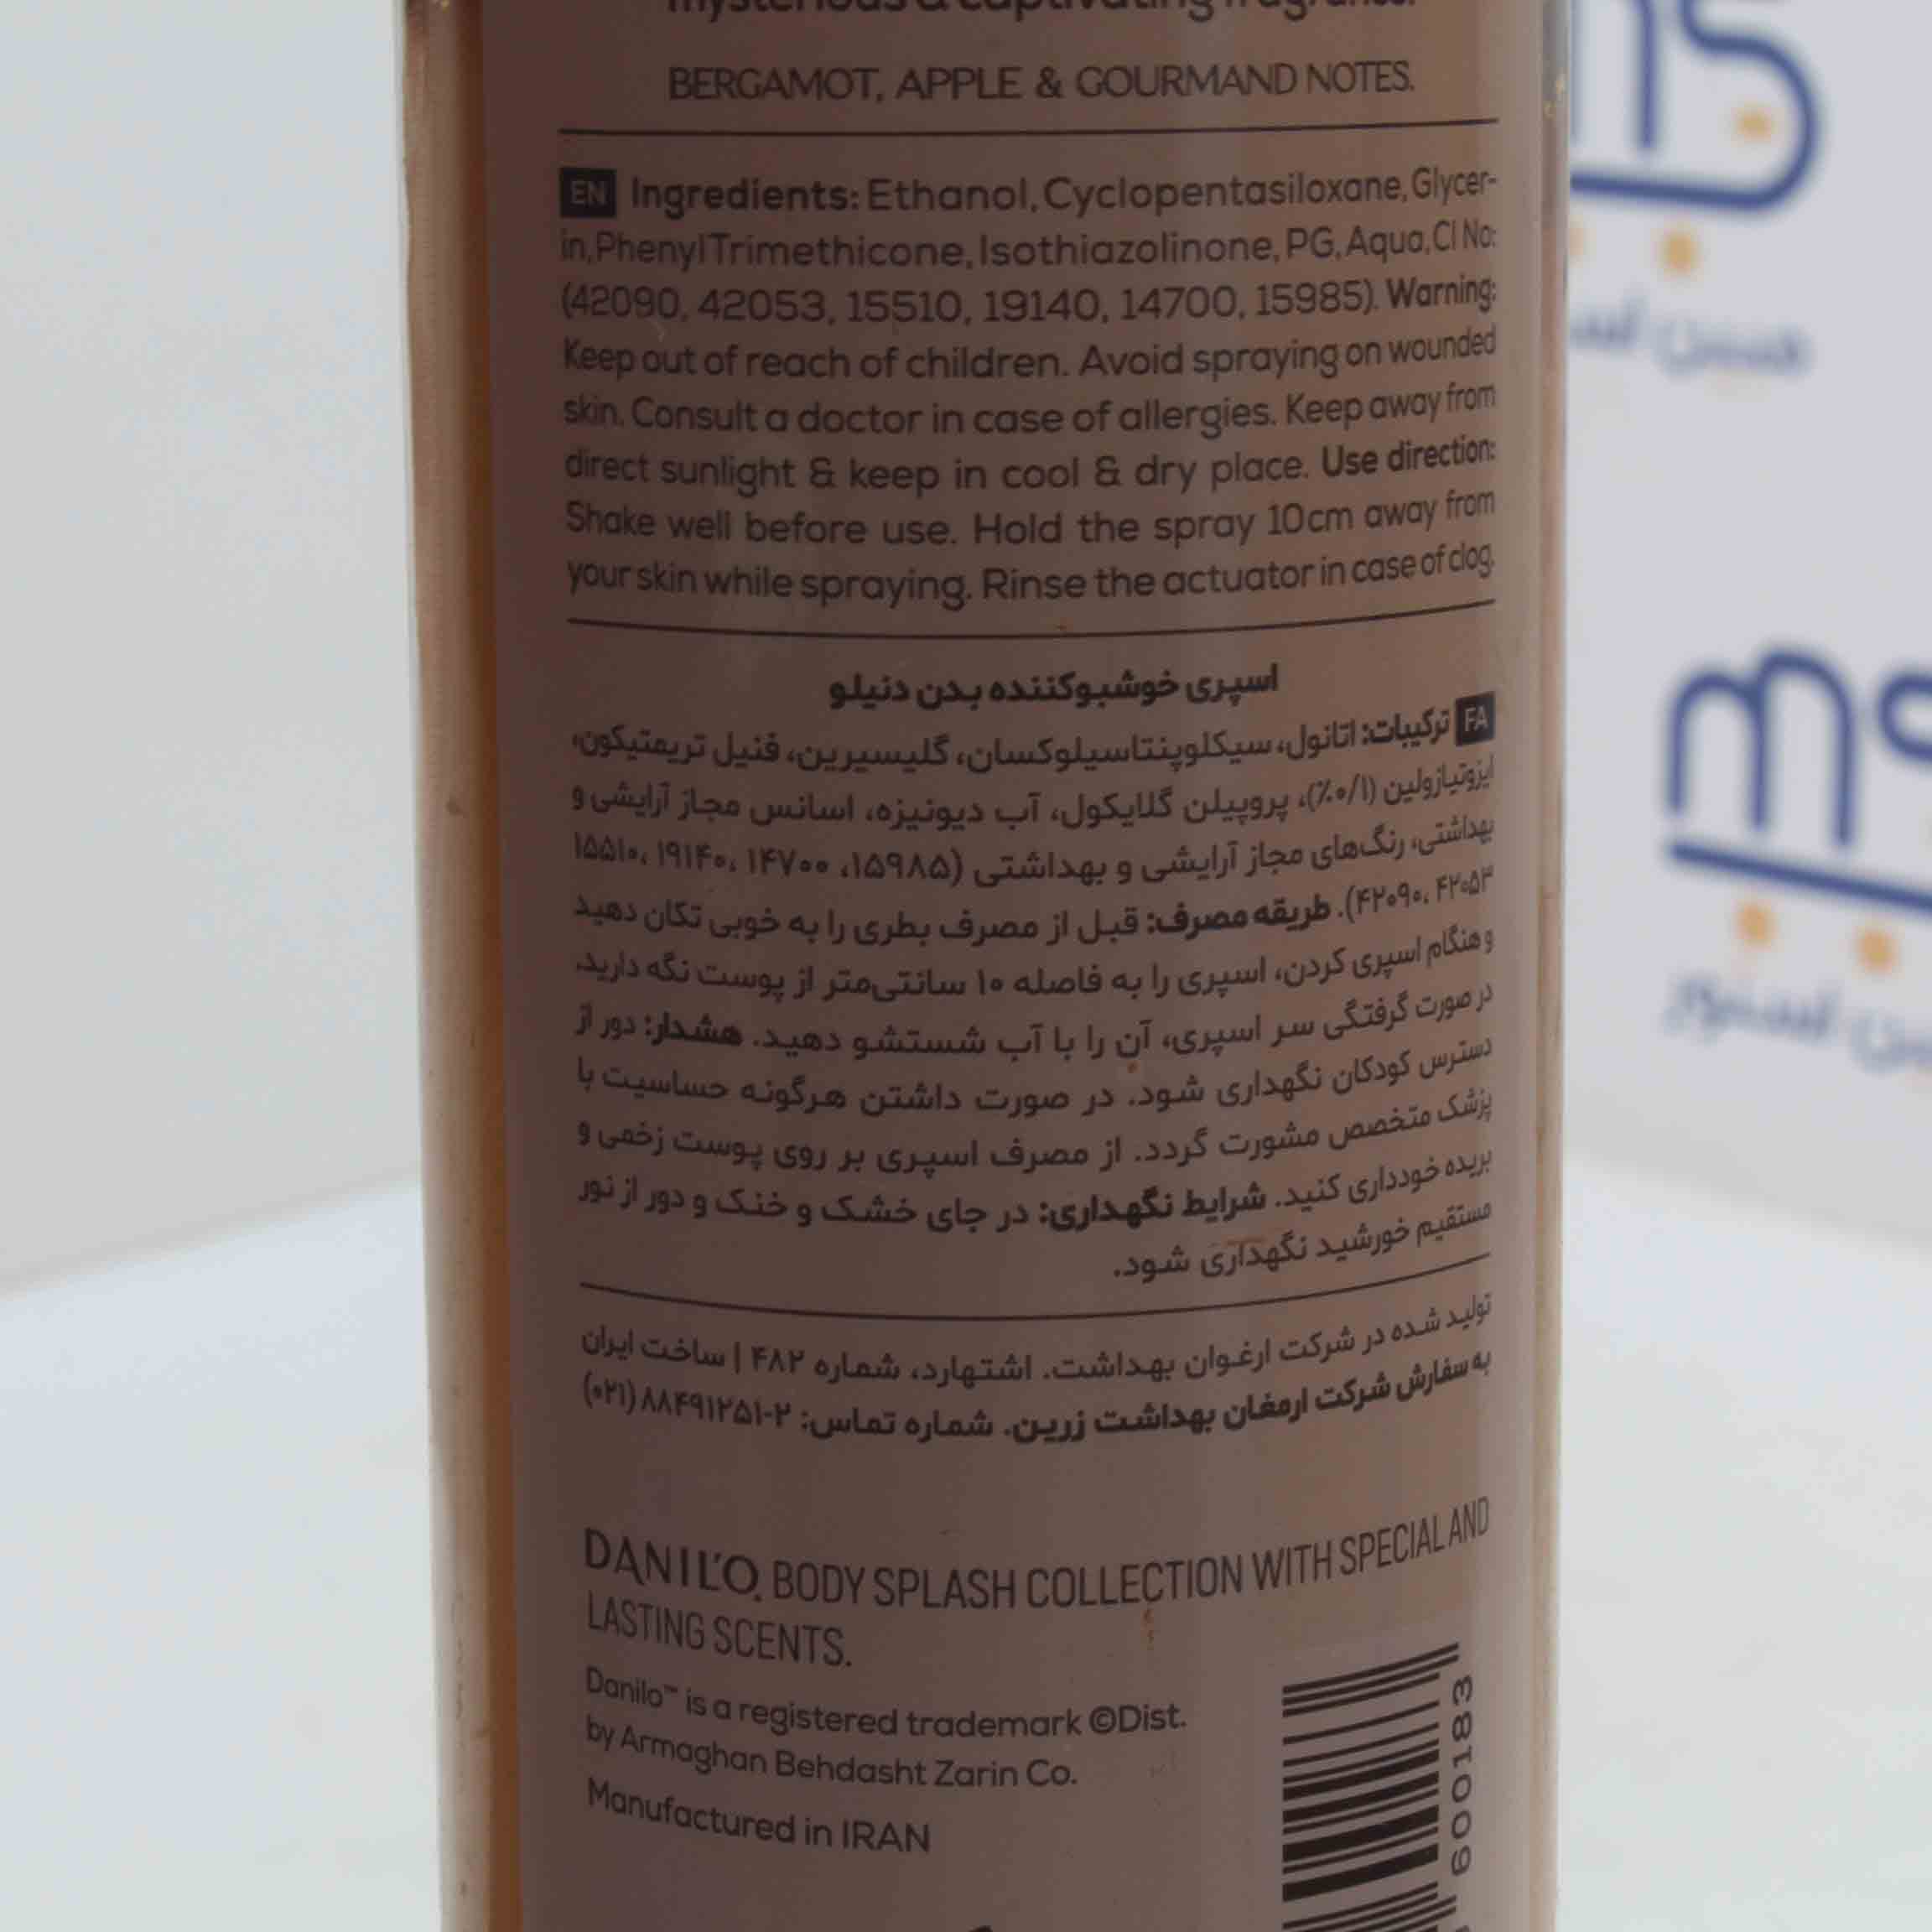 mysterious & captivating fragrance.
BERGAMOT, APPLE & GOURMAND NOTES.
EN Ingredients: Ethanol, Cyclopentasiloxane, Glycer-
in, Phenyl Trimethicone, Isothiazolinone, PG, Aqua, CI No:
(42090, 42053, 15510, 19140, 14700, 15985). Warning:
Keep out of reach of children. Avoid spraying on wounded
skin. Consult a doctor in case of allergies. Keep away from
direct sunlight & keep in cool & dry place. Use direction:
Shake well before use. Hold the spray 10cm away from
your skin while spraying. Rinse the actuator in case of clog.
اسپری خوشبوکننده بدن دنیلو
FA ترکیبات: اتانول، سیکلوپنتاسیلوکسان، گلیسیرین، فنیل تریمتیکون،
ایزوتیازولین (۰/۱٪)، پروپیلن گلایکول، آب دیونیزه، اسانس مجاز آرایشی و
بهداشتی، رنگ‌های مجاز آرایشی و بهداشتی (۱۵۹۸۵، ۱۴۷۰۰، ۱۹۱۴۰، ۱۵۵۱۰،
۴۲۰۵۳، ۴۲۰۹۰). طریقه مصرف: قبل از مصرف بطری را به خوبی تکان دهید
و هنگام اسپری کردن، اسپری را به فاصله ۱۰ سانتی‌متر از پوست نگه دارید.
در صورت گرفتگی سر اسپری، آن را با آب شستشو دهید. هشدار: دور از
دسترس کودکان نگهداری شود. در صورت داشتن هرگونه حساسیت با
پزشک متخصص مشورت گردد. از مصرف اسپری بر روی پوست زخمی و
بریده خودداری کنید. شرایط نگهداری: در جای خشک و خنک و دور از نور
مستقیم خورشید نگهداری شود.
تولید شده در شرکت ارغوان بهداشت. اشتهارد، شماره ۴۸۲ | ساخت ایران
به سفارش شرکت ارمغان بهداشت زرین. شماره تماس: ۲-۸۸۴۹۱۲۵۱ (۰۲۱)
DANIL'O. BODY SPLASH COLLECTION WITH SPECIAL AND
LASTING SCENTS.
Danilo™ is a registered trademark ©Dist.
by Armaghan Behdasht Zarin Co.
Manufactured in IRAN
600183